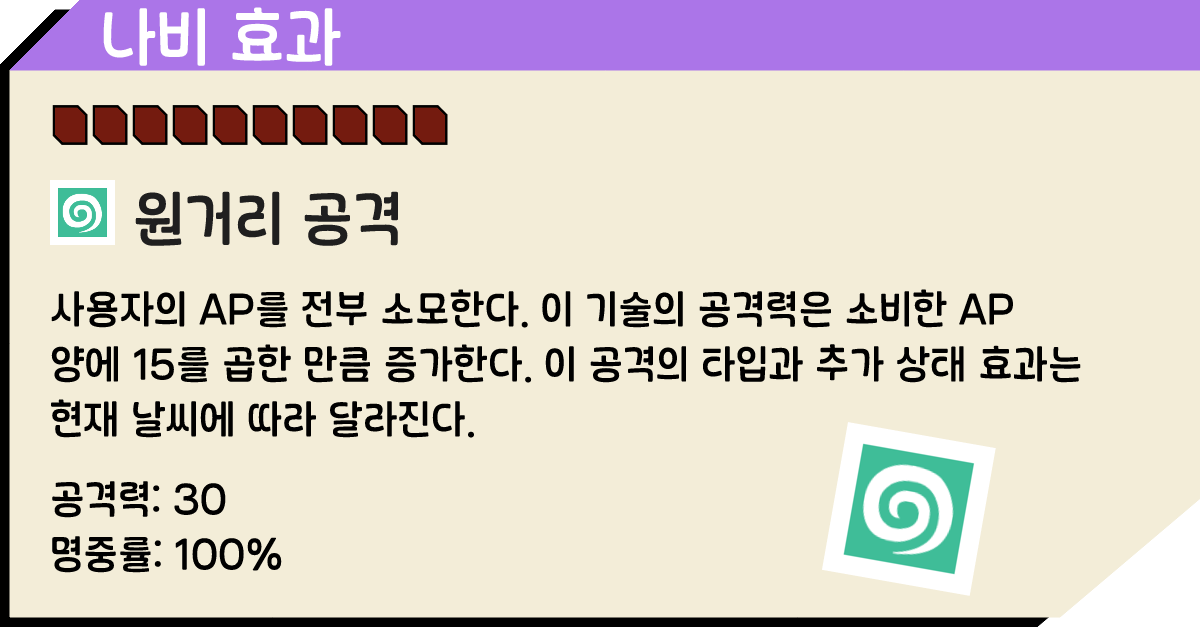 나비 효과
원거리 공격
사용자의 AP를 전부 소모한다. 이 기술의 공격력은 소비한 AP
양에 15를 곱한 만큼 증가한다. 이 공격의 타입과 추가 상태 효과는
현재 날씨에 따라 달라진다.
공격력: 30
명중률: 100%